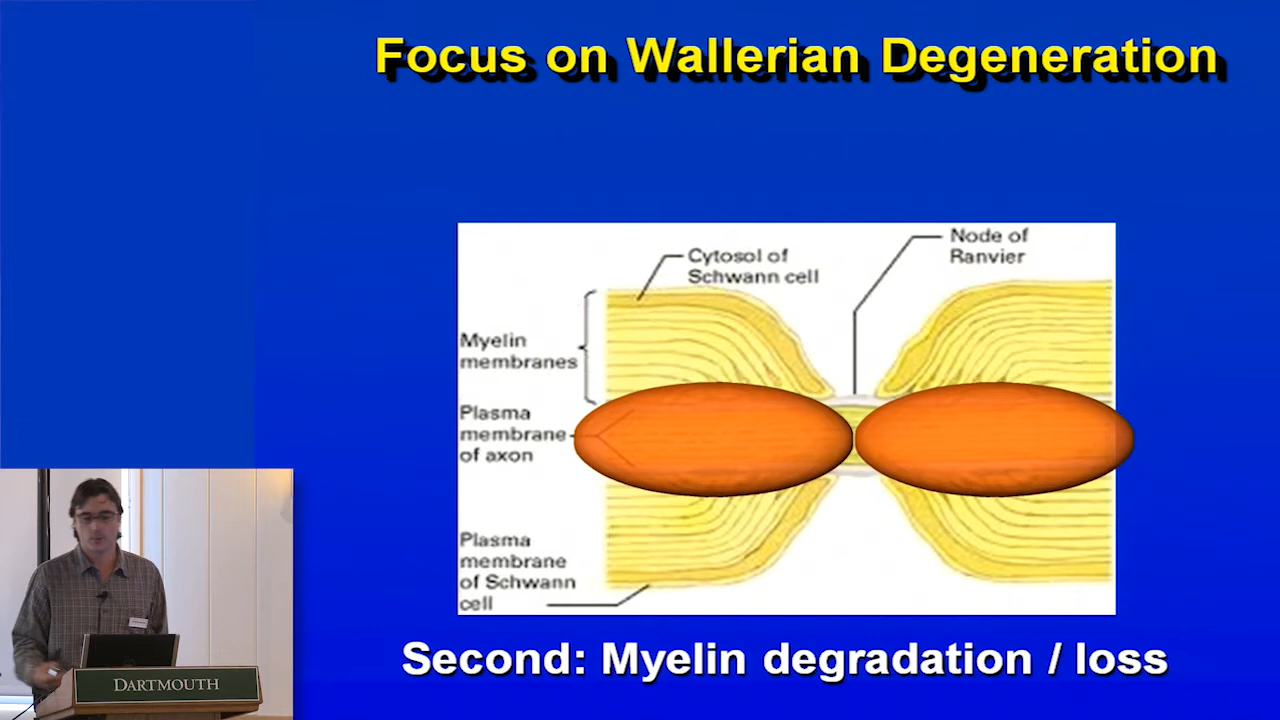 Focus on Wallerian Degeneration
Cytosol of
Schwann cell
Node of
Ranvier
Myelin
membranes
Plasma
membrane
of axon
Plasma
membrane
of Schwann
cell
Second: Myelin degradation / loss
DARTMOUTH